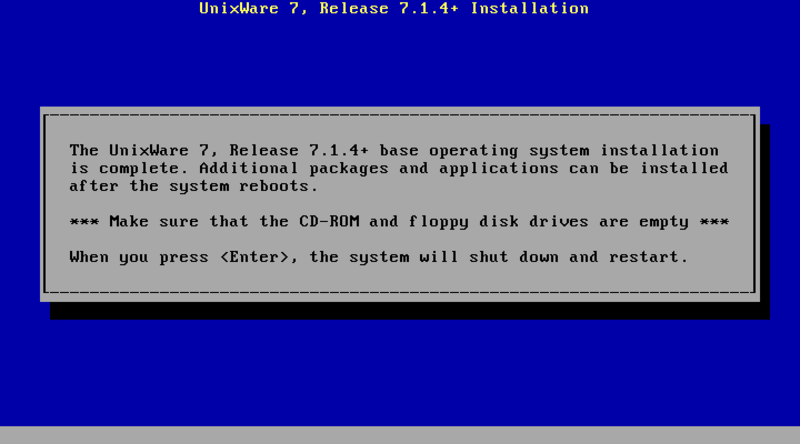 UnixWare 7, Release 7.1.4+ Installation
The UnixWare 7, Release 7.1.4+ base operating system installation
is complete. Additional packages and applications can be installed
after the system reboots.
*** Make sure that the CD-ROM and floppy disk drives are empty ***
When you press <Enter>, the system will shut down and restart.